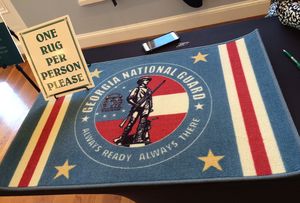 ONE
RUG
PER
PERSON
PLEASE
GEORGIA NATIONAL GUARD
ALWAYS READY ALWAYS THERE